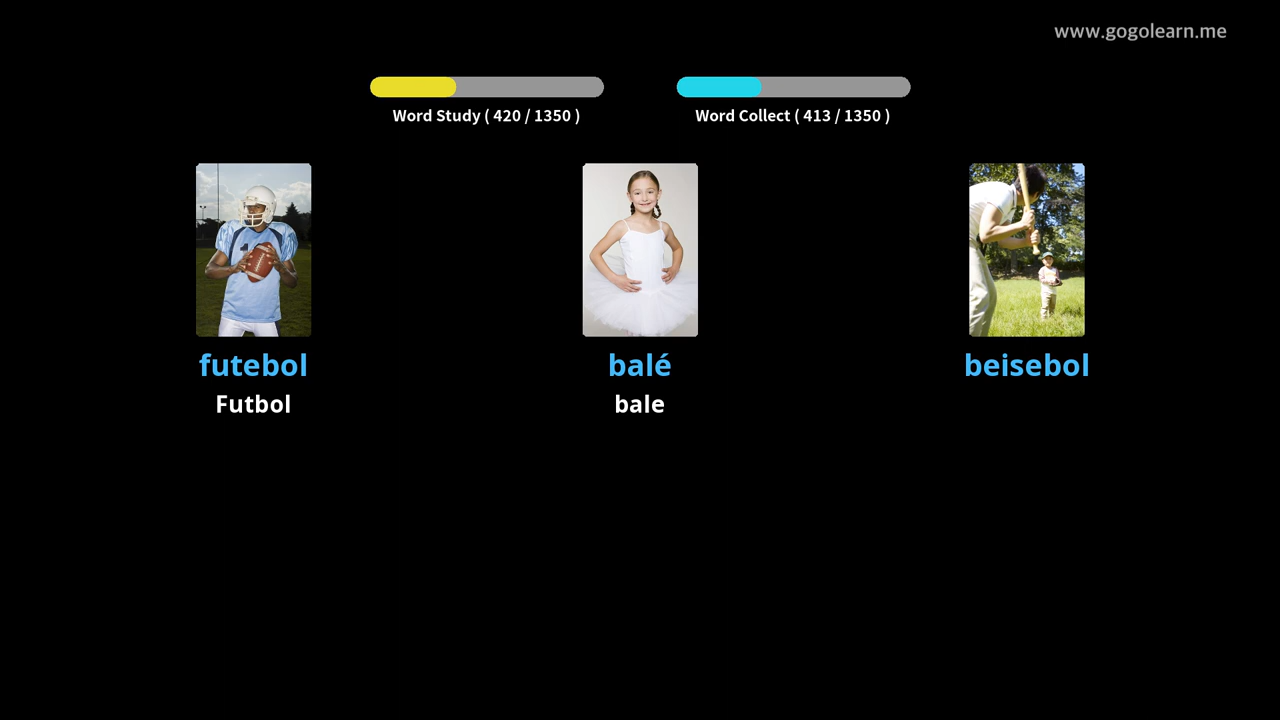 www.gogolearn.me
Word Study ( 420 / 1350 )
Word Collect ( 413 / 1350 )
futebol
Futbol
balé
bale
beisebol